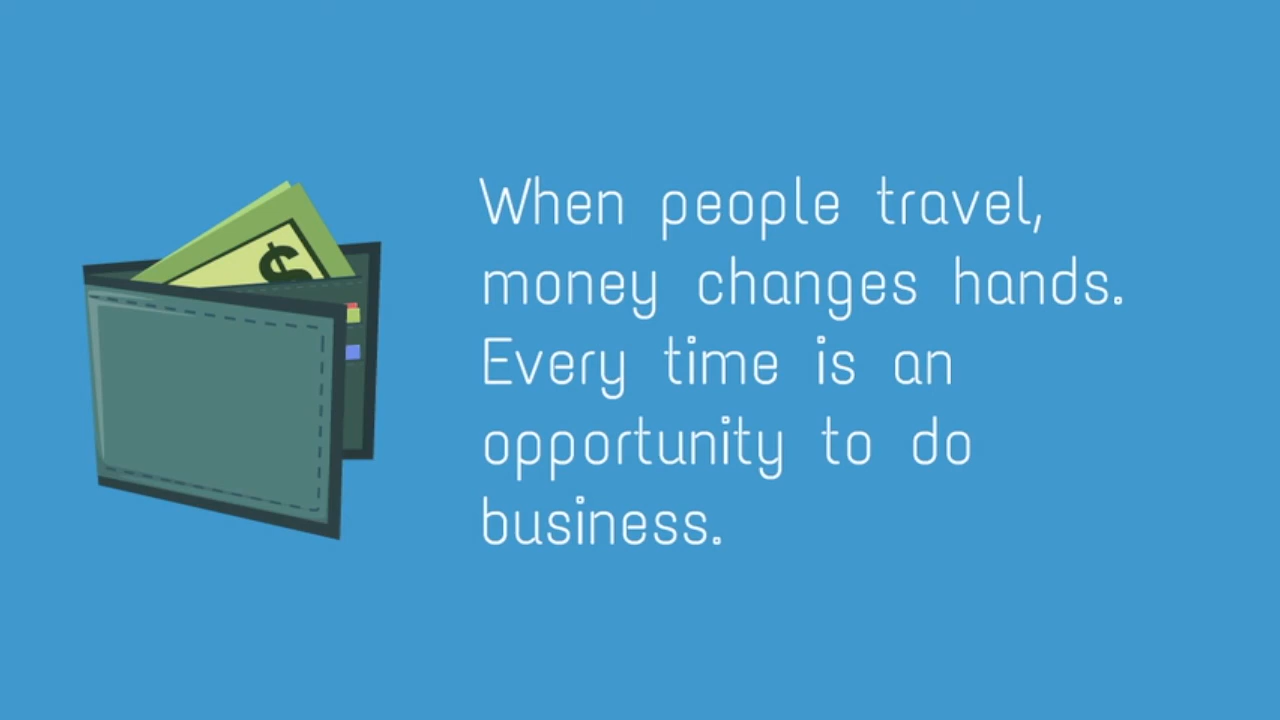 When people travel,
money changes hands.
Every time is an
opportunity to do
business.
$